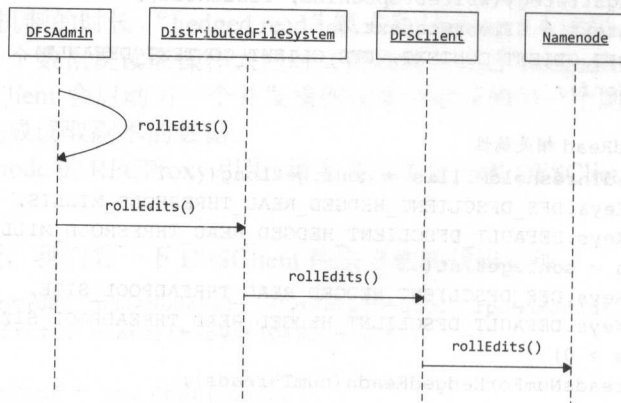 DFSAdmin
DistributedFileSystem
DFSClient
Namenode
rollEdits()
rollEdits()
rollEdits()
rollEdits()